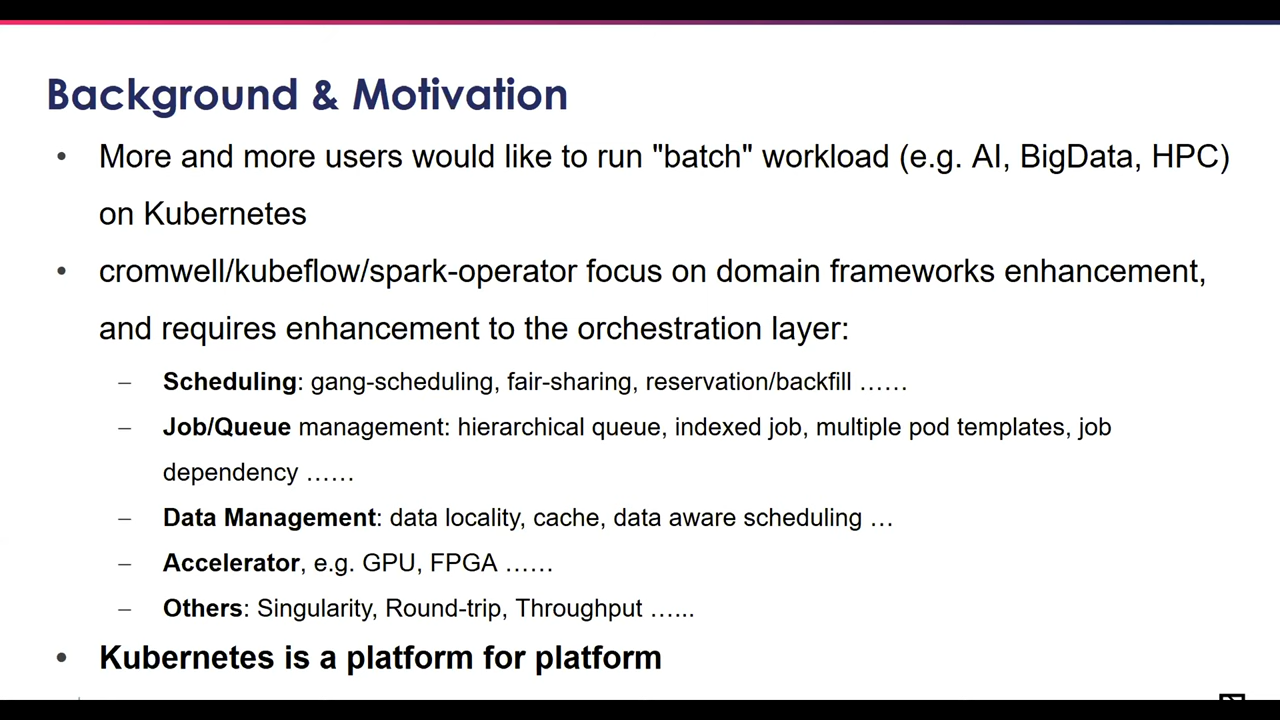 Background & Motivation
• More and more users would like to run "batch" workload (e.g. AI, BigData, HPC)
on Kubernetes
• cromwell/kubeflow/spark-operator focus on domain frameworks enhancement,
and requires enhancement to the orchestration layer:
– Scheduling: gang-scheduling, fair-sharing, reservation/backfill ……
– Job/Queue management: hierarchical queue, indexed job, multiple pod templates, job
dependency ……
– Data Management: data locality, cache, data aware scheduling …
– Accelerator, e.g. GPU, FPGA ……
– Others: Singularity, Round-trip, Throughput …...
• Kubernetes is a platform for platform